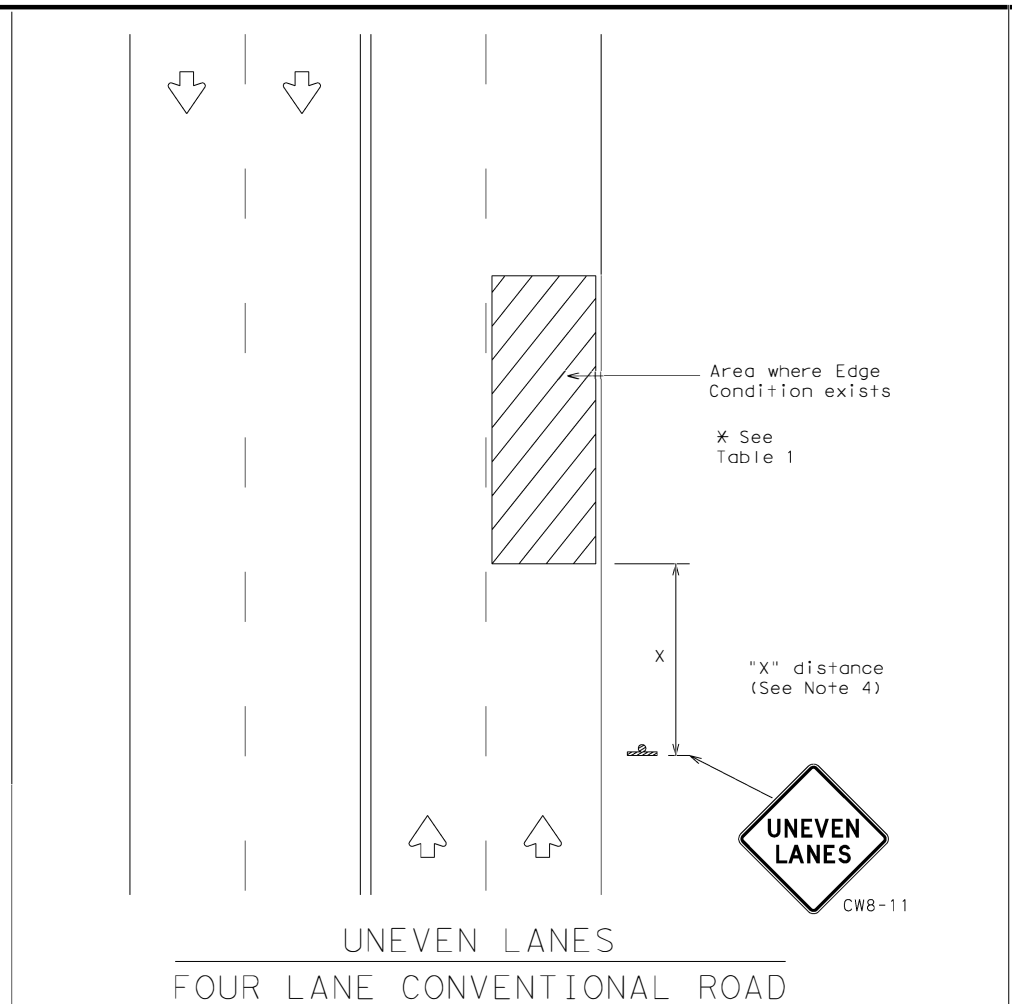 Area where Edge
Condition exists
* See
Table 1
X
"X" distance
(See Note 4)
UNEVEN
LANES
CW8-11
UNEVEN LANES
FOUR LANE CONVENTIONAL ROAD